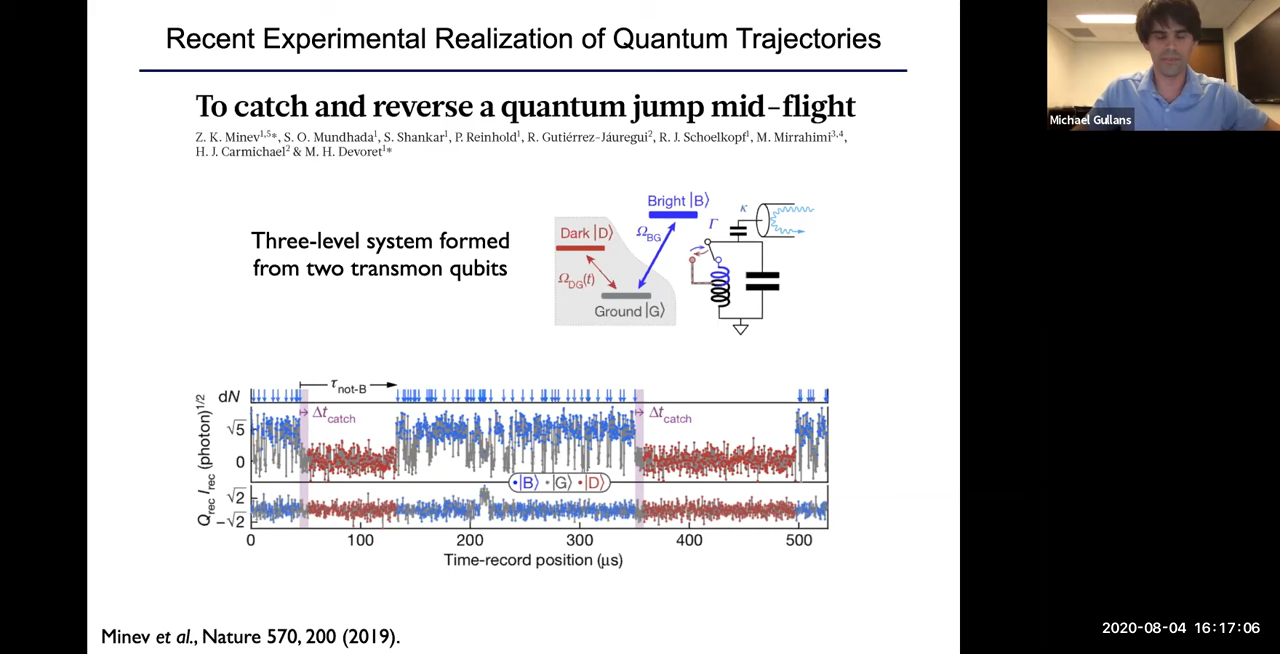 Recent Experimental Realization of Quantum Trajectories
To catch and reverse a quantum jump mid-flight
Z. K. Minev¹,⁵*, S. O. Mundhada¹, S. Shankar¹, P. Reinhold¹, R. Gutiérrez-Jáuregui², R. J. Schoelkopf¹, M. Mirrahimi³,⁴,
H. J. Carmichael² & M. H. Devoret¹*
Michael Gullans
Three-level system formed
from two transmon qubits
Bright |B⟩
Dark |D⟩
Ω_BG
Γ
κ
Ω_DG(t)
Ground |G⟩
τ_not-B
dN
Δt_catch
Δt_catch
Q_rec I_rec (photon)^1/2
√5
0
•|B⟩ •|G⟩ •|D⟩
√2
−√2
0 100 200 300 400 500
Time-record position (μs)
Minev et al., Nature 570, 200 (2019).
2020-08-04 16:17:06